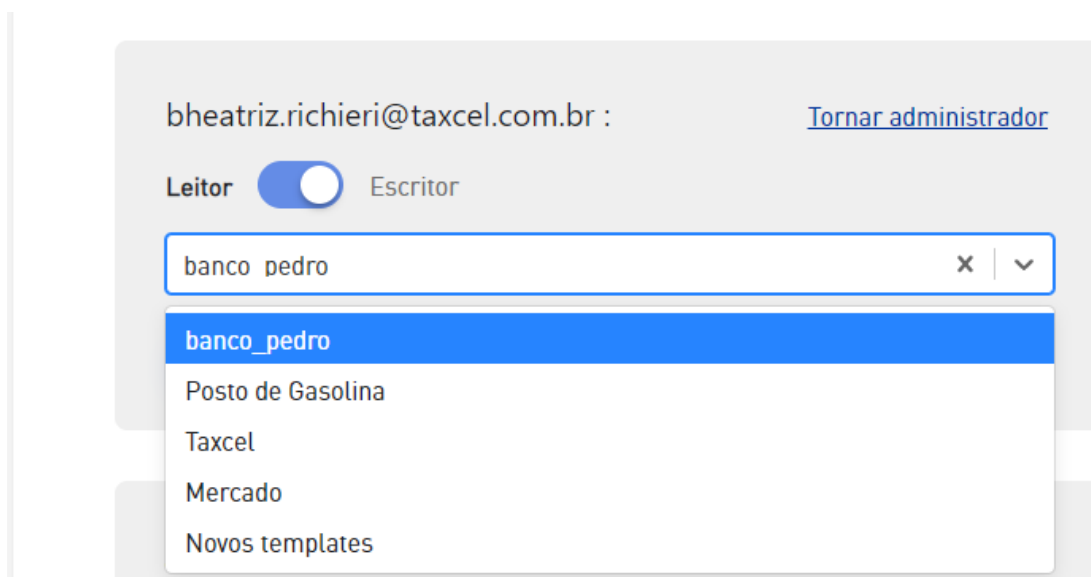 bheatriz.richieri@taxcel.com.br :
Tornar administrador
Leitor
Escritor
banco_pedro
banco_pedro
Posto de Gasolina
Taxcel
Mercado
Novos templates